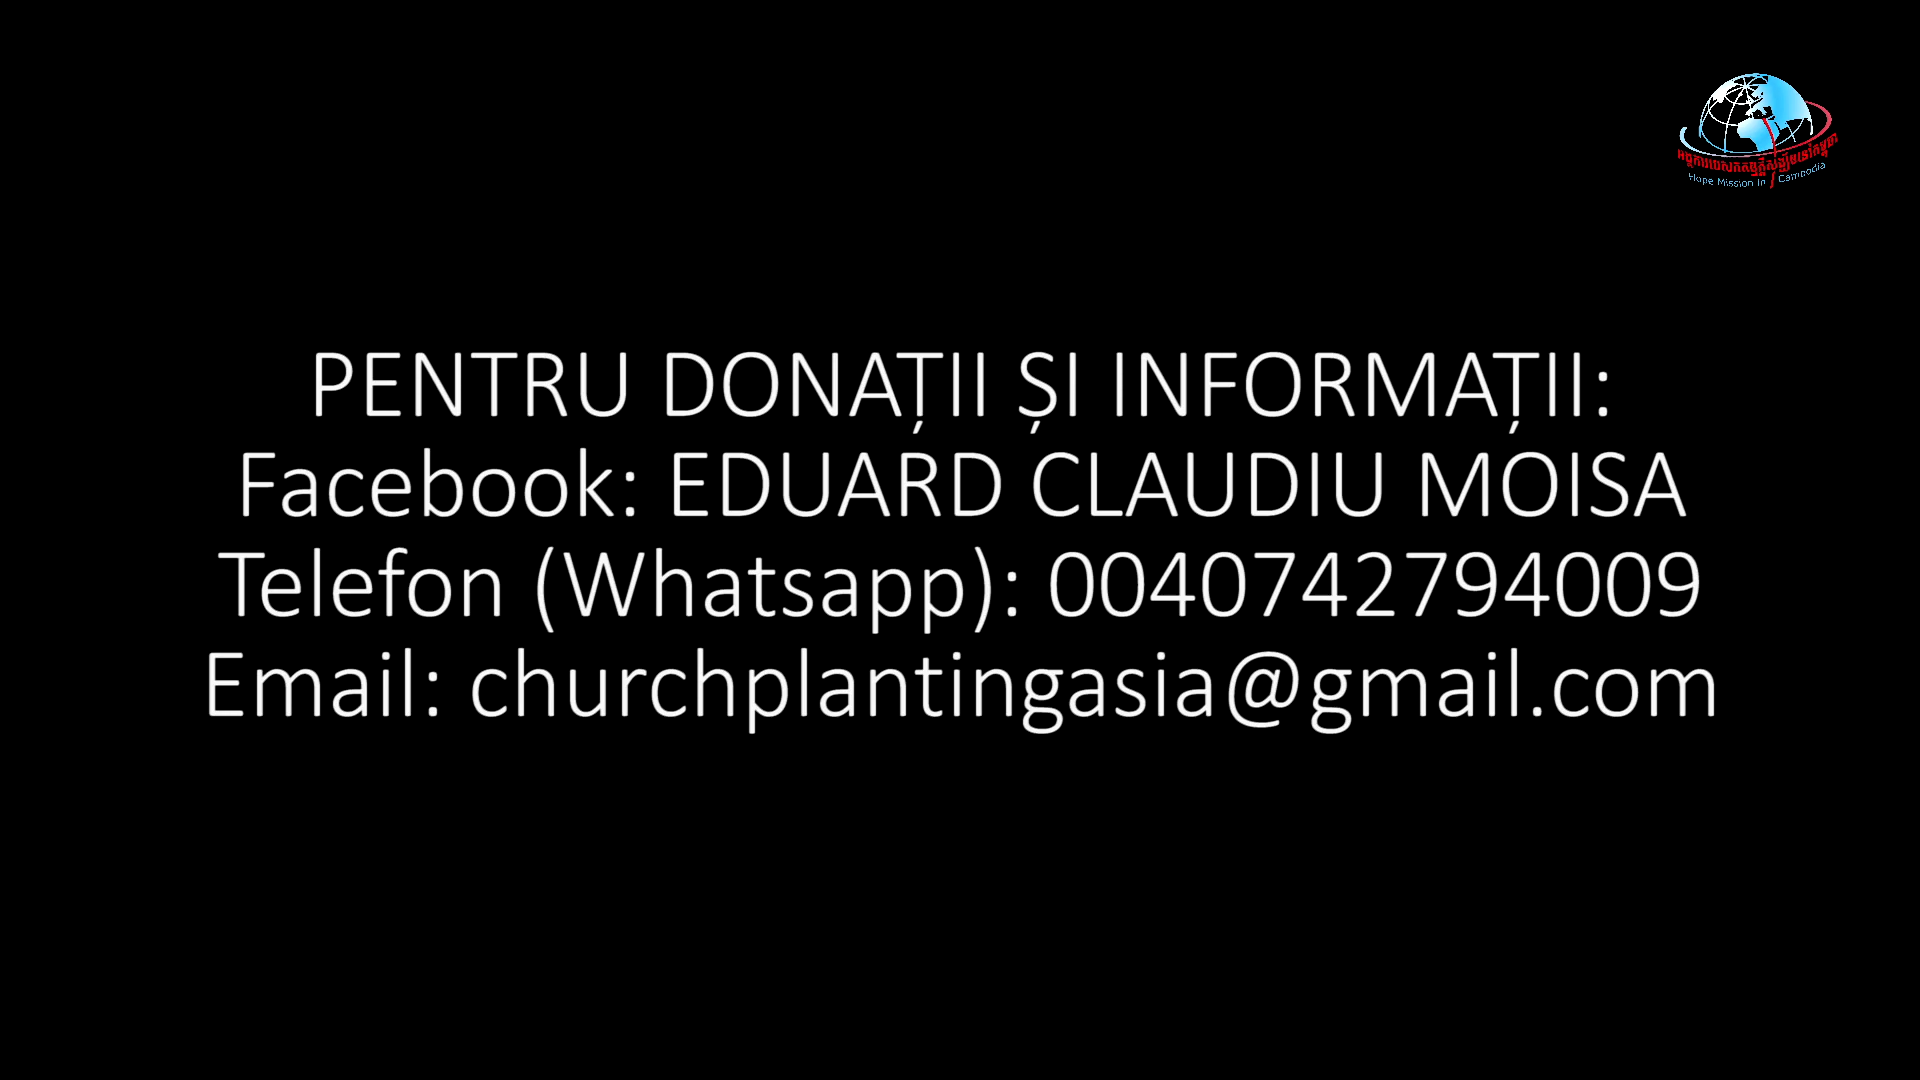 Hope Mission In Cambodia
PENTRU DONAȚII ȘI INFORMAȚII:
Facebook: EDUARD CLAUDIU MOISA
Telefon (Whatsapp): 0040742794009
Email: churchplantingasia@gmail.com